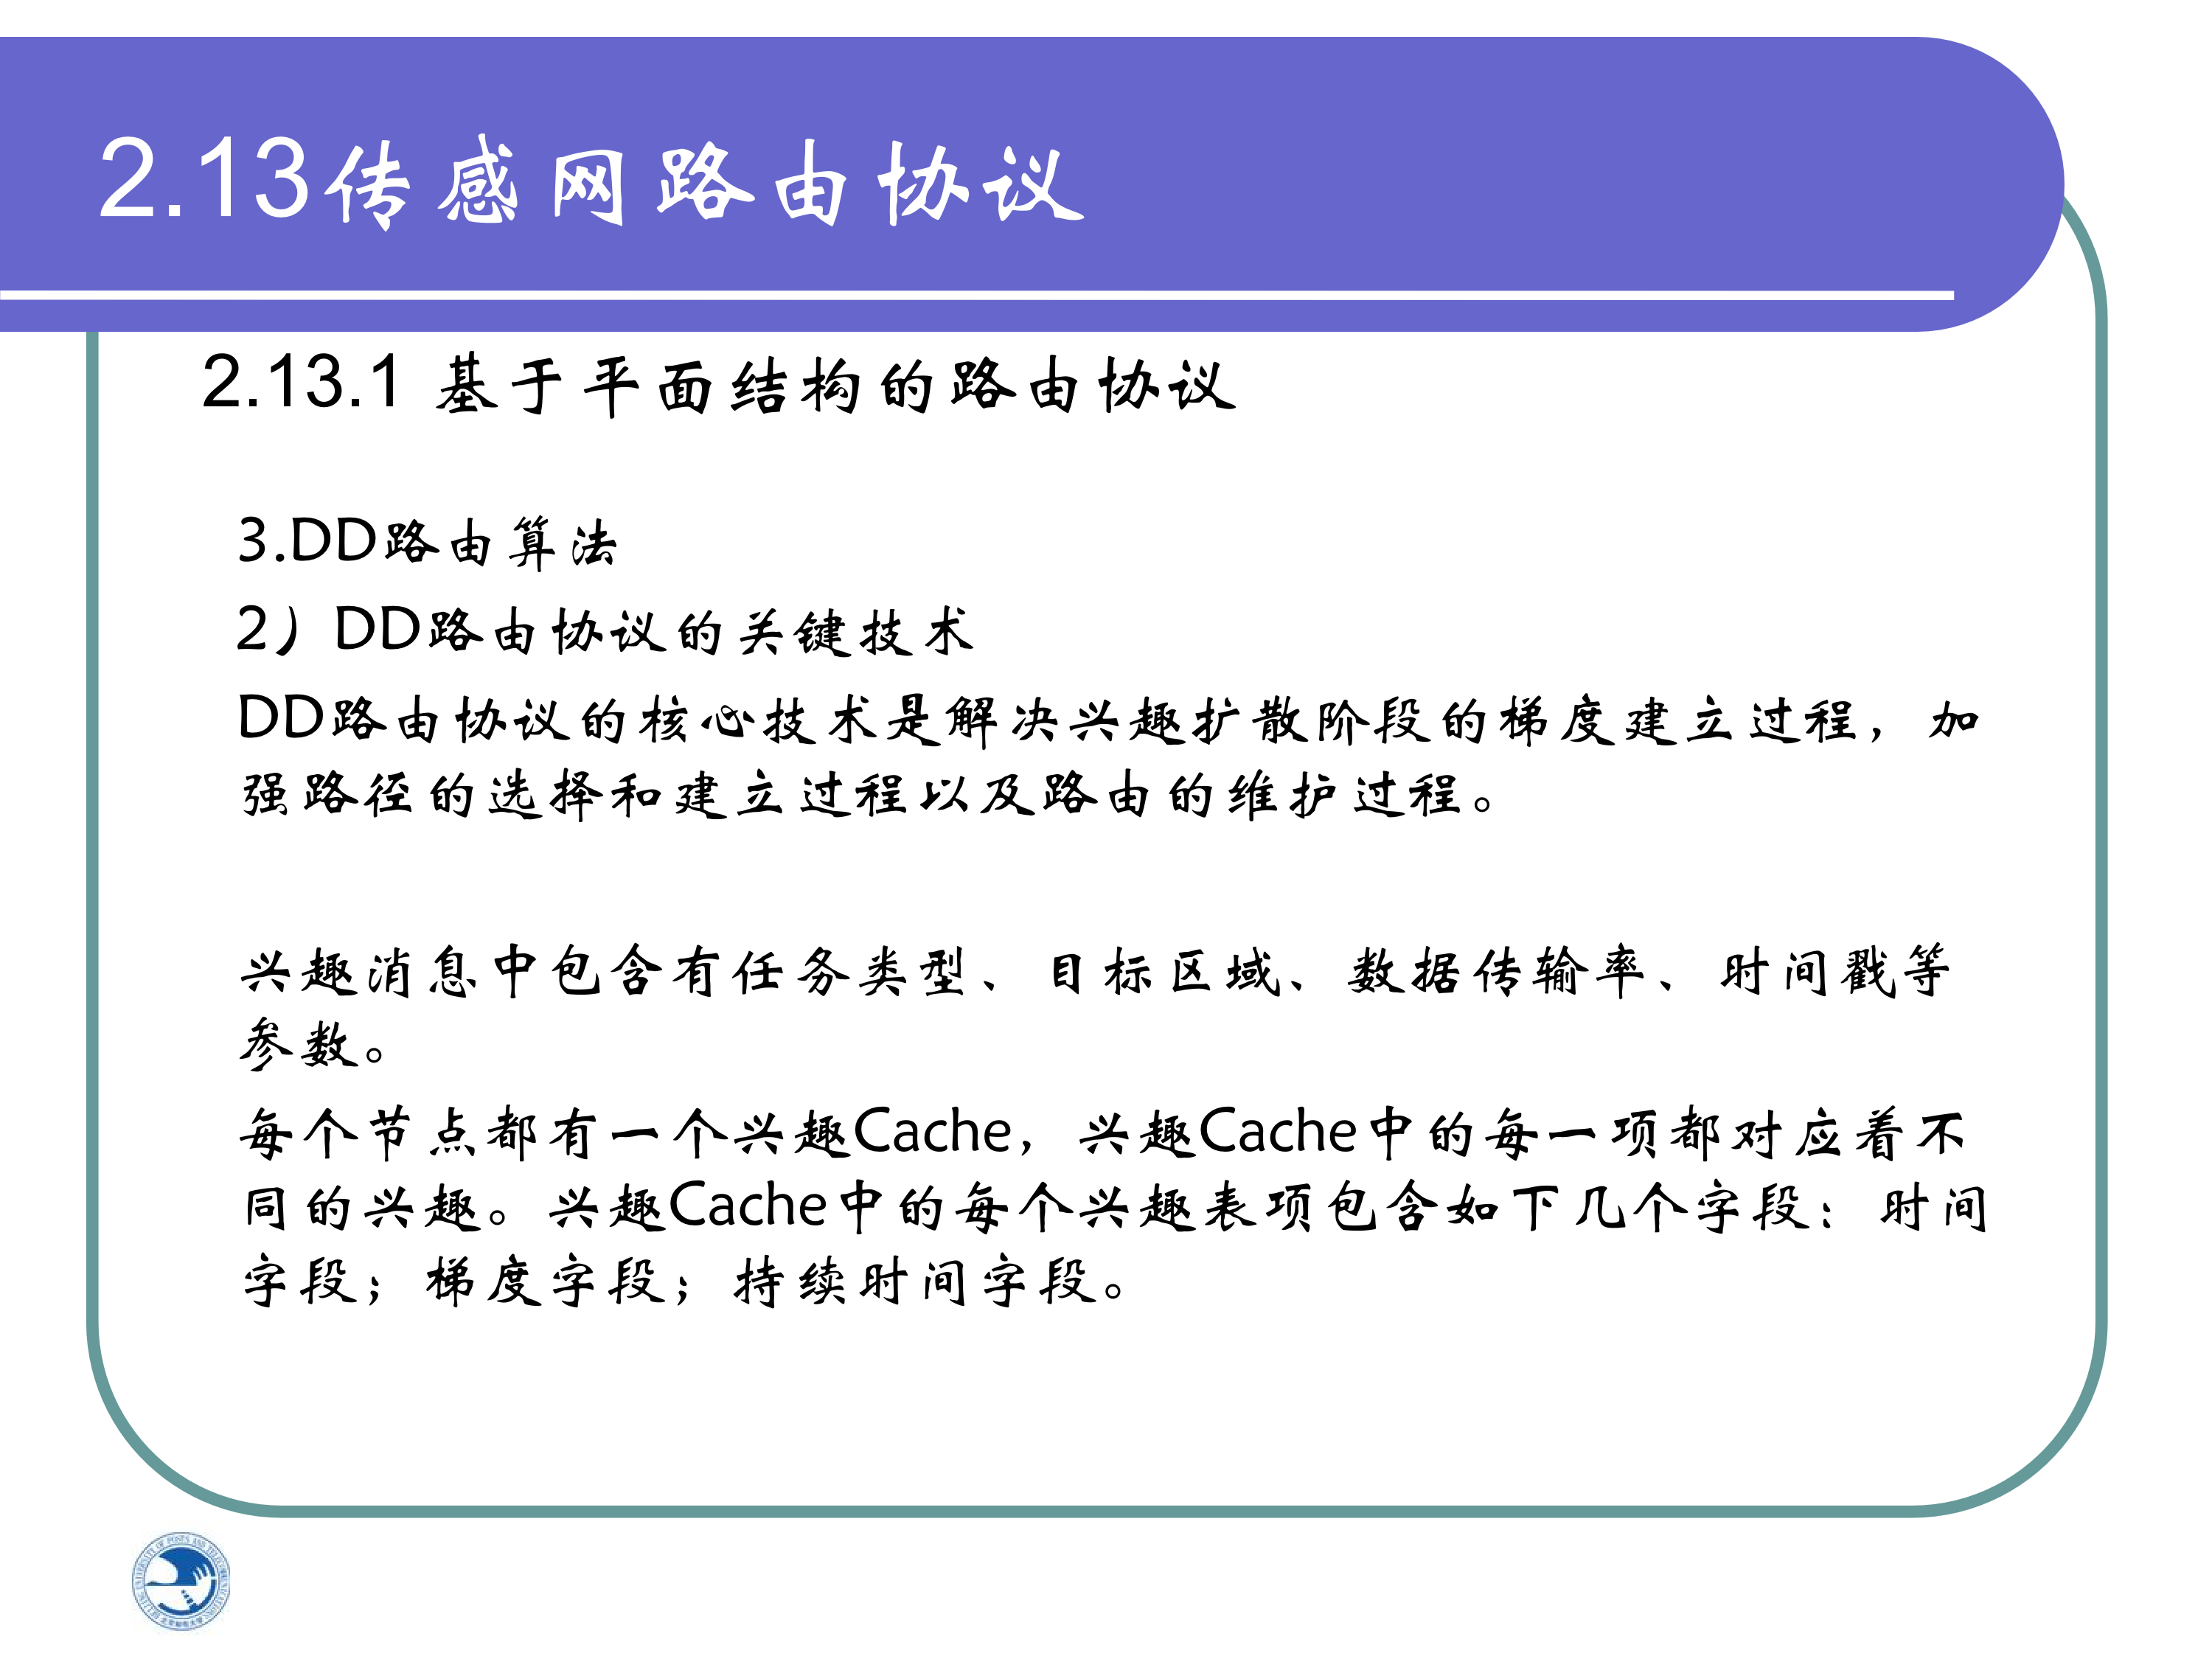 2.13传感网路由协议
2.13.1 基于平面结构的路由协议
3.DD路由算法
2）DD路由协议的关键技术
DD路由协议的核心技术是解决兴趣扩散阶段的梯度建立过程，加
强路径的选择和建立过程以及路由的维护过程。
兴趣消息中包含有任务类型、目标区域、数据传输率、时间戳等
参数。
每个节点都有一个兴趣Cache，兴趣Cache中的每一项都对应着不
同的兴趣。兴趣Cache中的每个兴趣表项包含如下几个字段：时间
字段；梯度字段；持续时间字段。